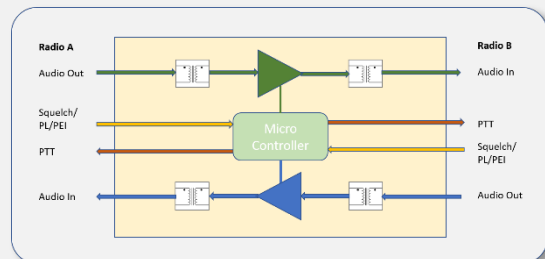 Radio A
Radio B
Audio Out
Audio In
Squelch/
PL/PEI
Micro
Controller
PTT
PTT
Squelch/
PL/PEI
Audio In
Audio Out